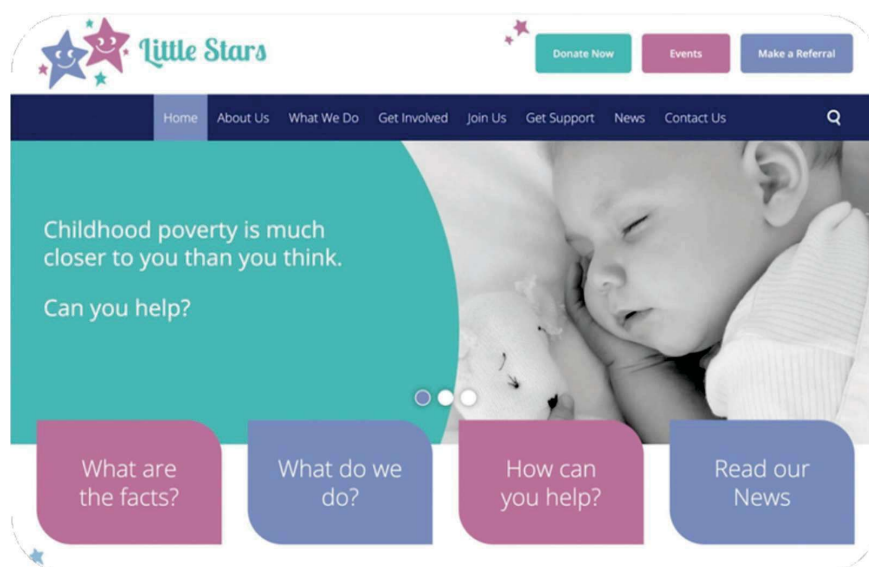 Little Stars
Donate Now
Events
Make a Referral
Home
About Us
What We Do
Get Involved
Join Us
Get Support
News
Contact Us
Childhood poverty is much
closer to you than you think.
Can you help?
What are
the facts?
What do we
do?
How can
you help?
Read our
News